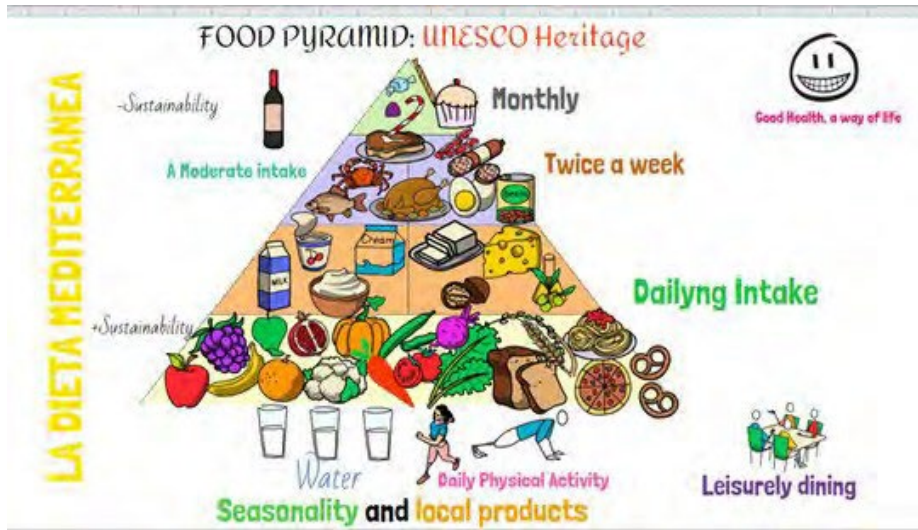 FOOD PYRAMID: UNESCO Heritage
LA DIETA MEDITERRANEA
-Sustainability
Monthly
Good Health, a way of life
A Moderate intake
Twice a week
Cream
MILK
Dailyng Intake
+Sustainability
Water
Daily Physical Activity
Leisurely dining
Seasonality and local products